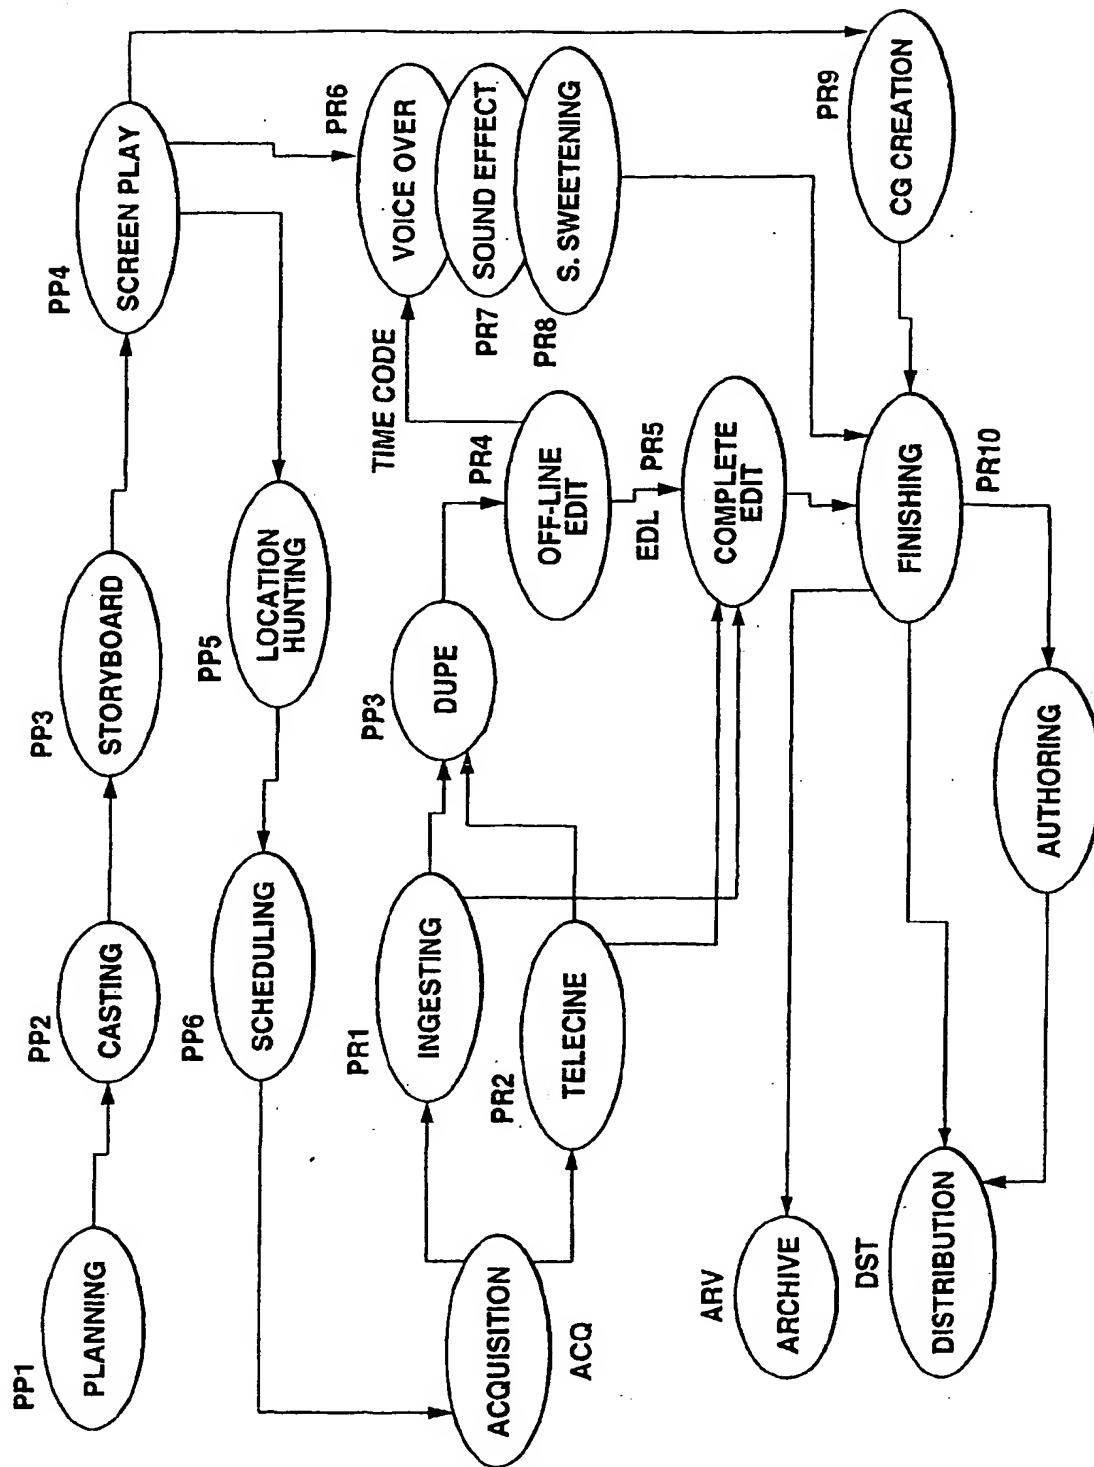 PP1
PLANNING
PP2
CASTING
PP3
STORYBOARD
PP4
SCREEN PLAY
PP6
SCHEDULING
PP5
LOCATION
HUNTING
PR6
VOICE OVER
PR7
SOUND EFFECT
PR8
S. SWEETENING
TIME CODE
PR1
INGESTING
PP3
DUPE
PR4
OFF-LINE
EDIT
ACQUISITION
ACQ
PR2
TELECINE
EDL
PR5
COMPLETE
EDIT
PR9
CG CREATION
ARV
ARCHIVE
FINISHING
PR10
DST
DISTRIBUTION
AUTHORING